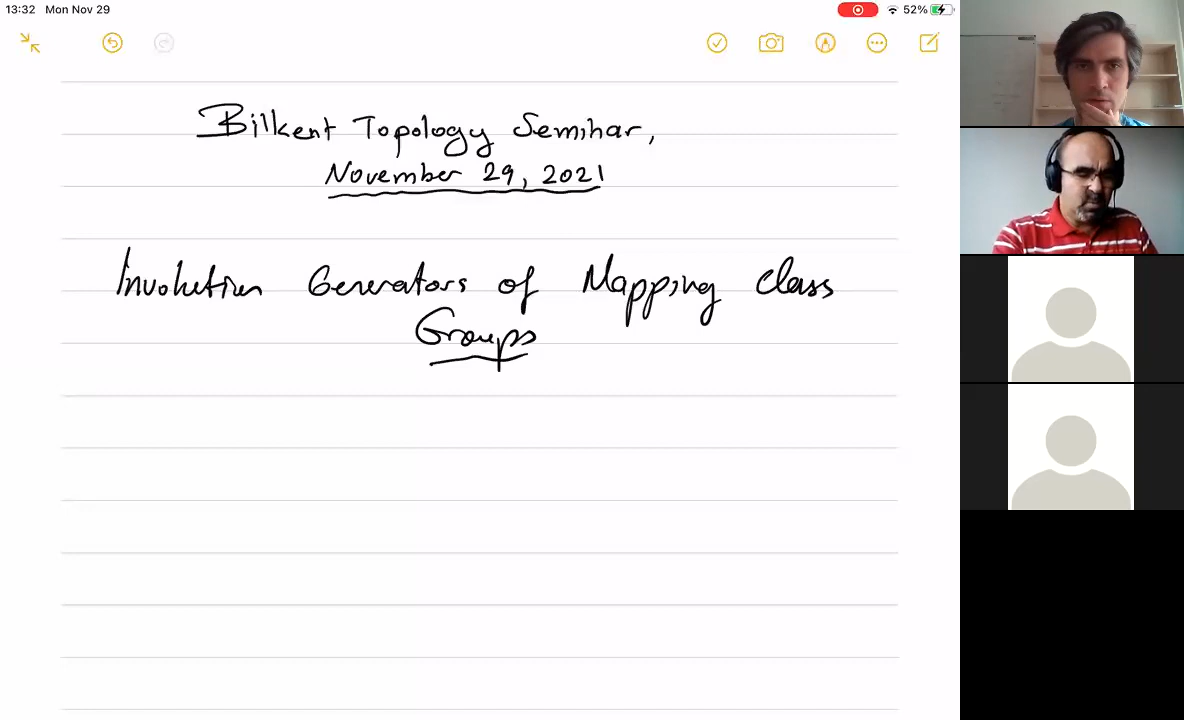 13:32 Mon Nov 29
52%
Bilkent Topology Seminar,
November 29, 2021
Involution Generators of Mapping Class
Groups